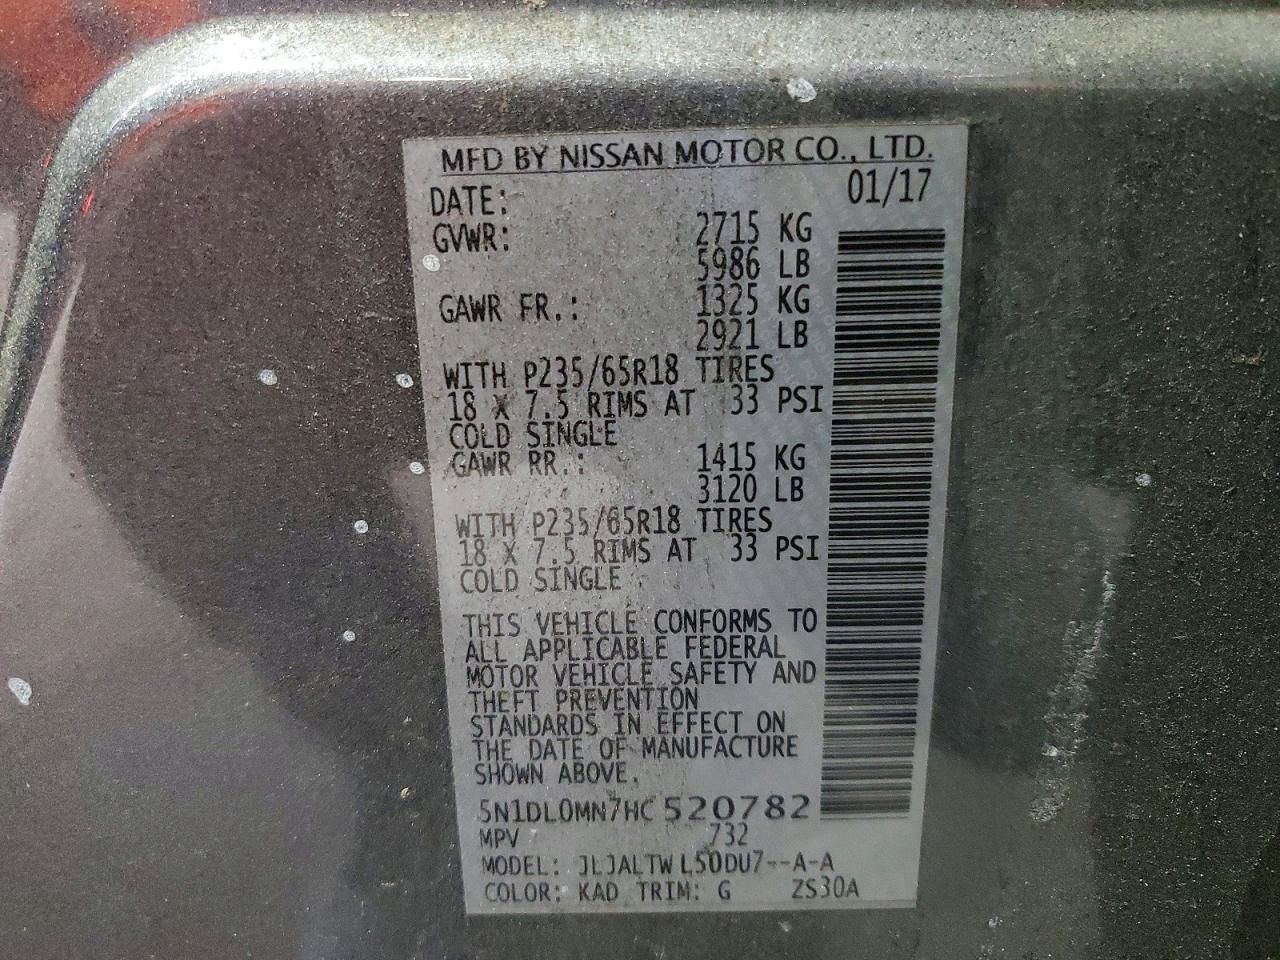 MFD BY NISSAN MOTOR CO., LTD.
DATE: 01/17
GVWR: 2715 KG
5986 LB
GAWR FR.: 1325 KG
2921 LB
WITH P235/65R18 TIRES
18 X 7.5 RIMS AT 33 PSI
COLD SINGLE
GAWR RR.: 1415 KG
3120 LB
WITH P235/65R18 TIRES
18 X 7.5 RIMS AT 33 PSI
COLD SINGLE
THIS VEHICLE CONFORMS TO
ALL APPLICABLE FEDERAL
MOTOR VEHICLE SAFETY AND
THEFT PREVENTION
STANDARDS IN EFFECT ON
THE DATE OF MANUFACTURE
SHOWN ABOVE.
5N1DL0MN7HC 520782
MPV 732
MODEL: JLJALTW L50DU7--A-A
COLOR: KAD TRIM: G ZS30A